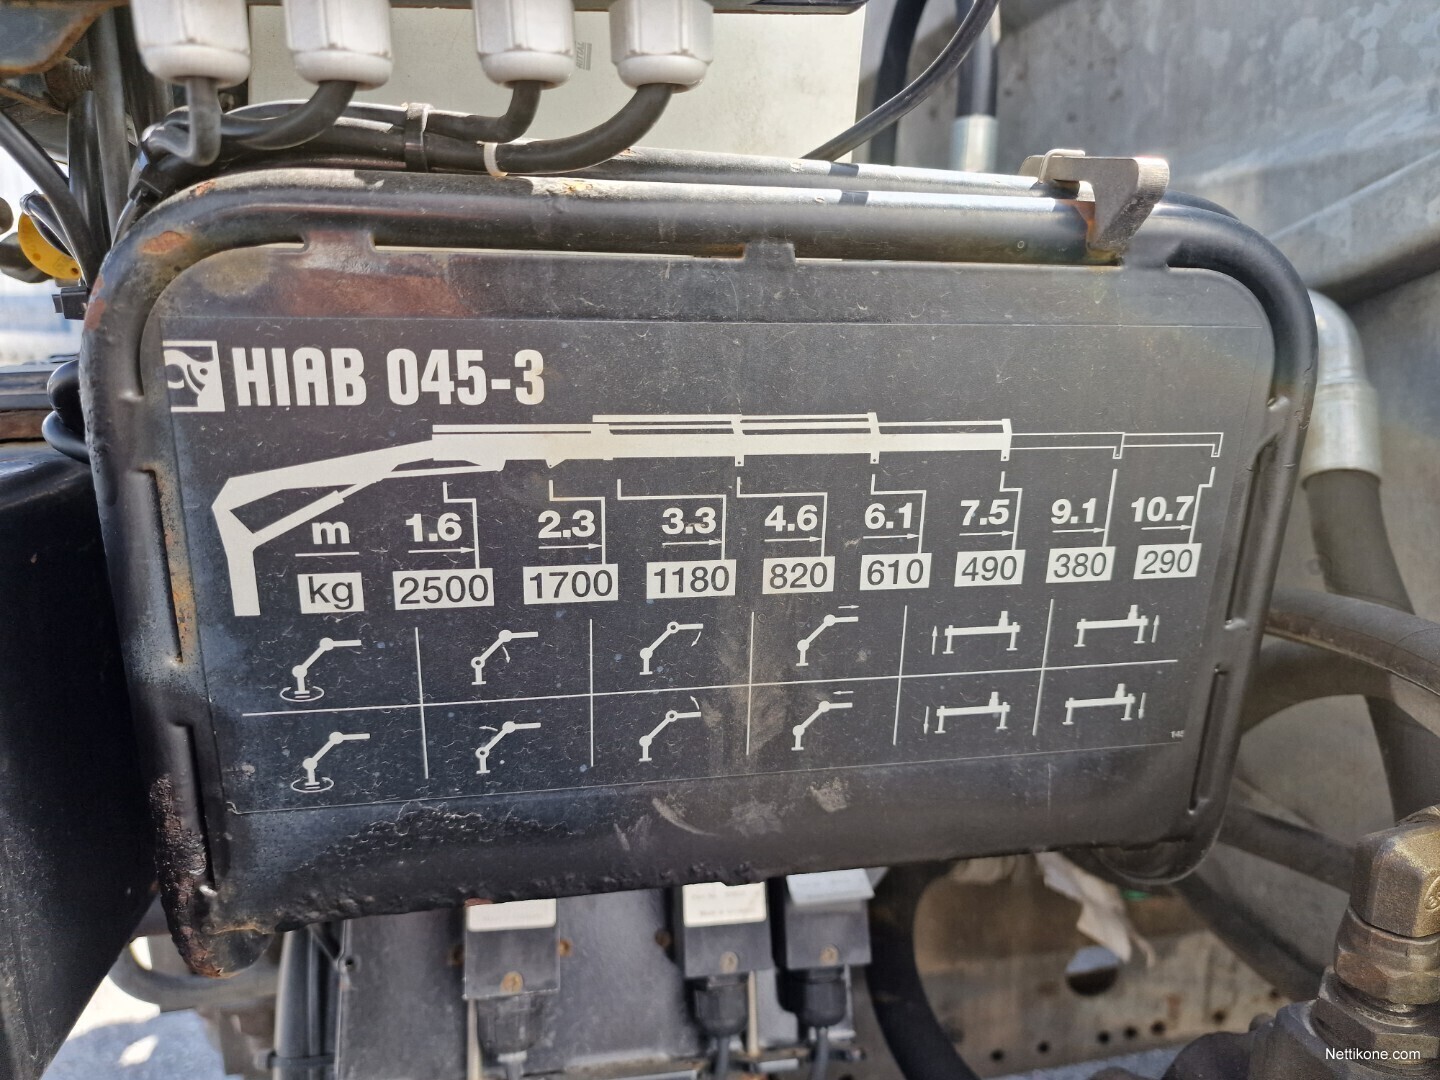 HIAB 045-3
m 1.6 2.3 3.3 4.6 6.1 7.5 9.1 10.7
kg 2500 1700 1180 820 610 490 380 290
Nettikone.com